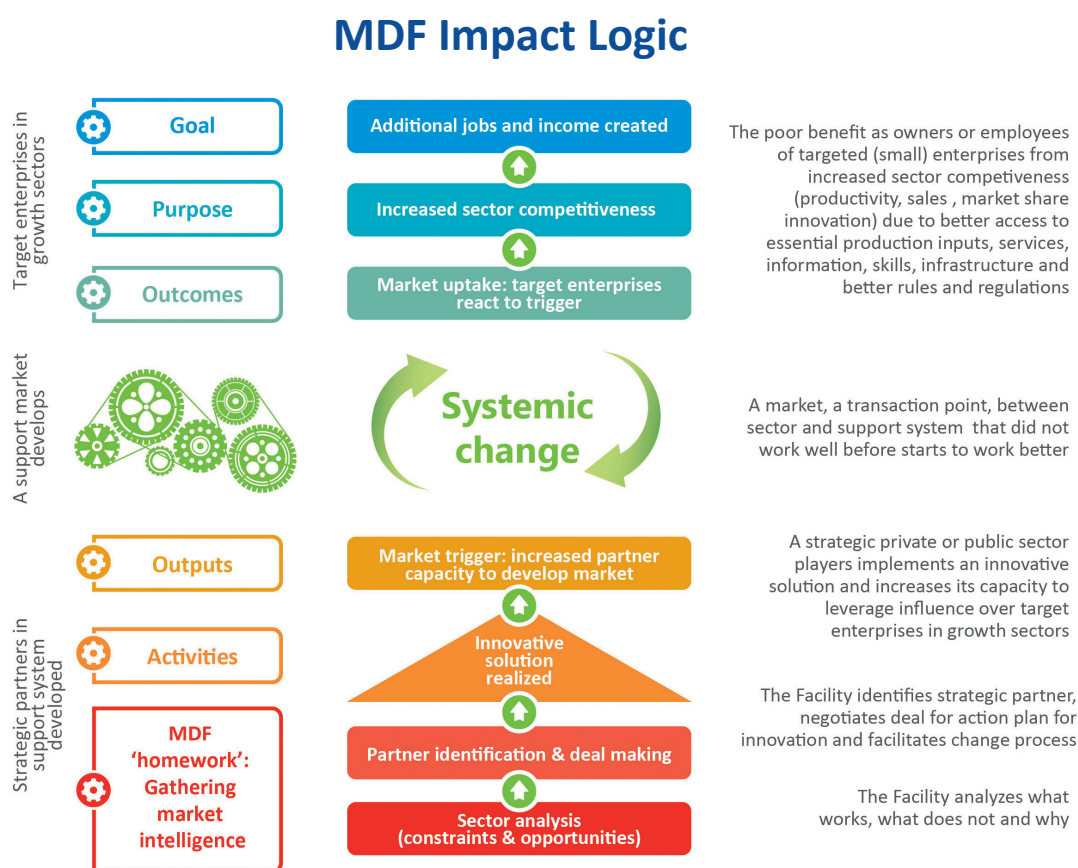 MDF Impact Logic
Target enterprises in
growth sectors
Goal
Additional jobs and income created
Purpose
Increased sector competitiveness
Outcomes
Market uptake: target enterprises
react to trigger
The poor benefit as owners or employees
of targeted (small) enterprises from
increased sector competiveness
(productivity, sales , market share
innovation) due to better access to
essential production inputs, services,
information, skills, infrastructure and
better rules and regulations
A support market
develops
Systemic
change
A market, a transaction point, between
sector and support system that did not
work well before starts to work better
Strategic partners in
support system
developed
Outputs
Market trigger: increased partner
capacity to develop market
A strategic private or public sector
players implements an innovative
solution and increases its capacity to
leverage influence over target
enterprises in growth sectors
Activities
Innovative
solution
realized
MDF
‘homework’:
Gathering
market
intelligence
Partner identification & deal making
The Facility identifies strategic partner,
negotiates deal for action plan for
innovation and facilitates change process
Sector analysis
(constraints & opportunities)
The Facility analyzes what
works, what does not and why